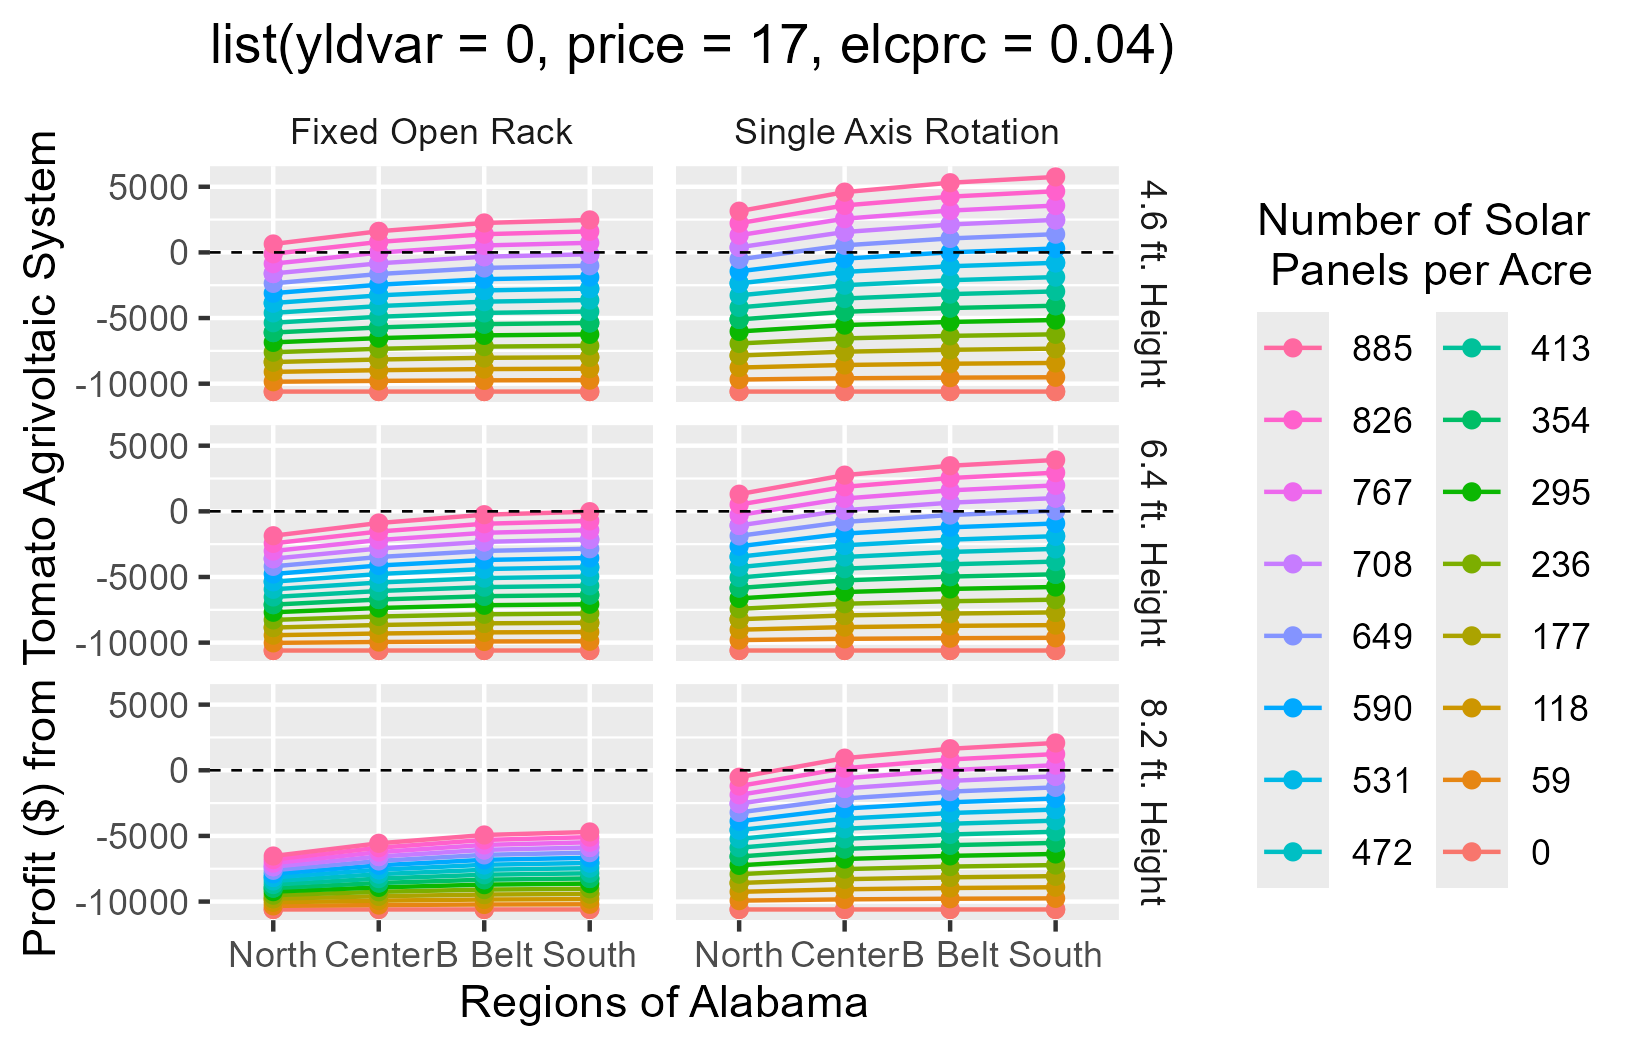 list(yldvar = 0, price = 17, elcprc = 0.04)
Fixed Open Rack
Single Axis Rotation
Profit ($) from Tomato Agrivoltaic System
5000
0
-5000
-10000
4.6 ft. Height
5000
0
-5000
-10000
6.4 ft. Height
5000
0
-5000
-10000
8.2 ft. Height
North Center B Belt South
North Center B Belt South
Regions of Alabama
Number of Solar
Panels per Acre
885 413
826 354
767 295
708 236
649 177
590 118
531 59
472 0